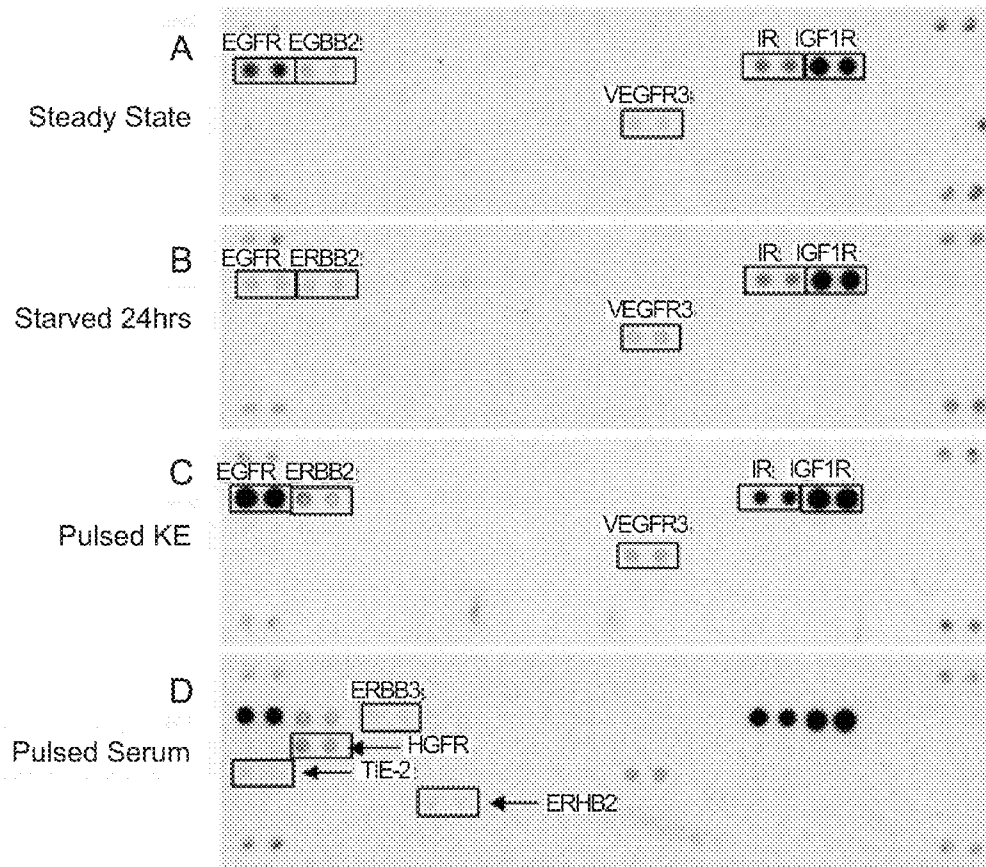 A
Steady State
EGFR EGBB2:
IR: IGF1R
VEGFR3:
B
Starved 24hrs
EGFR ERBB2:
IR: IGF1R
VEGFR3:
C
Pulsed KE
EGFR ERBB2:
IR: IGF1R:
VEGFR3:
D
Pulsed Serum
ERBB3:
HGFR
TIE-2:
ERHB2